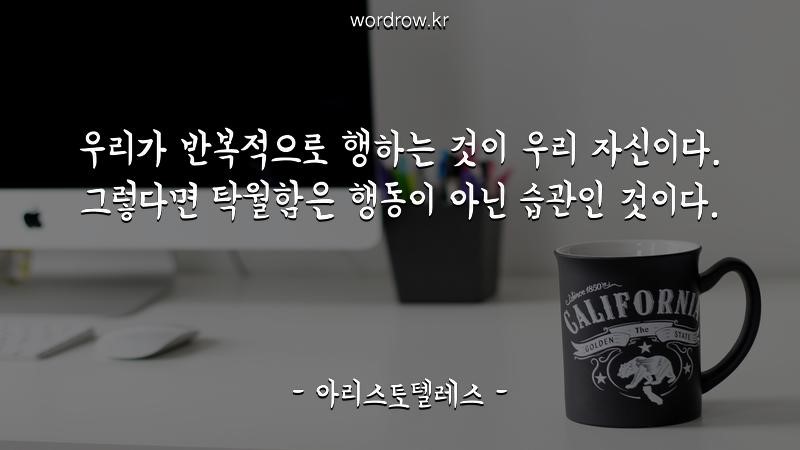 wordrow.kr
우리가 반복적으로 행하는 것이 우리 자신이다.
그렇다면 탁월함은 행동이 아닌 습관인 것이다.
Since 1850
CALIFORNIA
The
GOLDEN STATE
- 아리스토텔레스 -